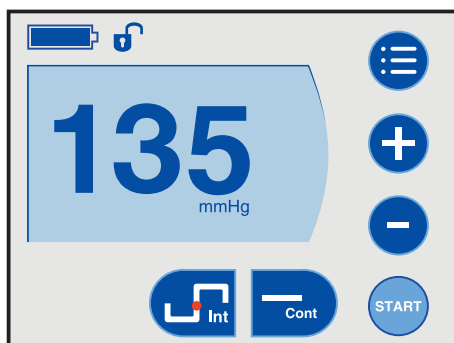 135
mmHg
+
-
START
Int
Cont